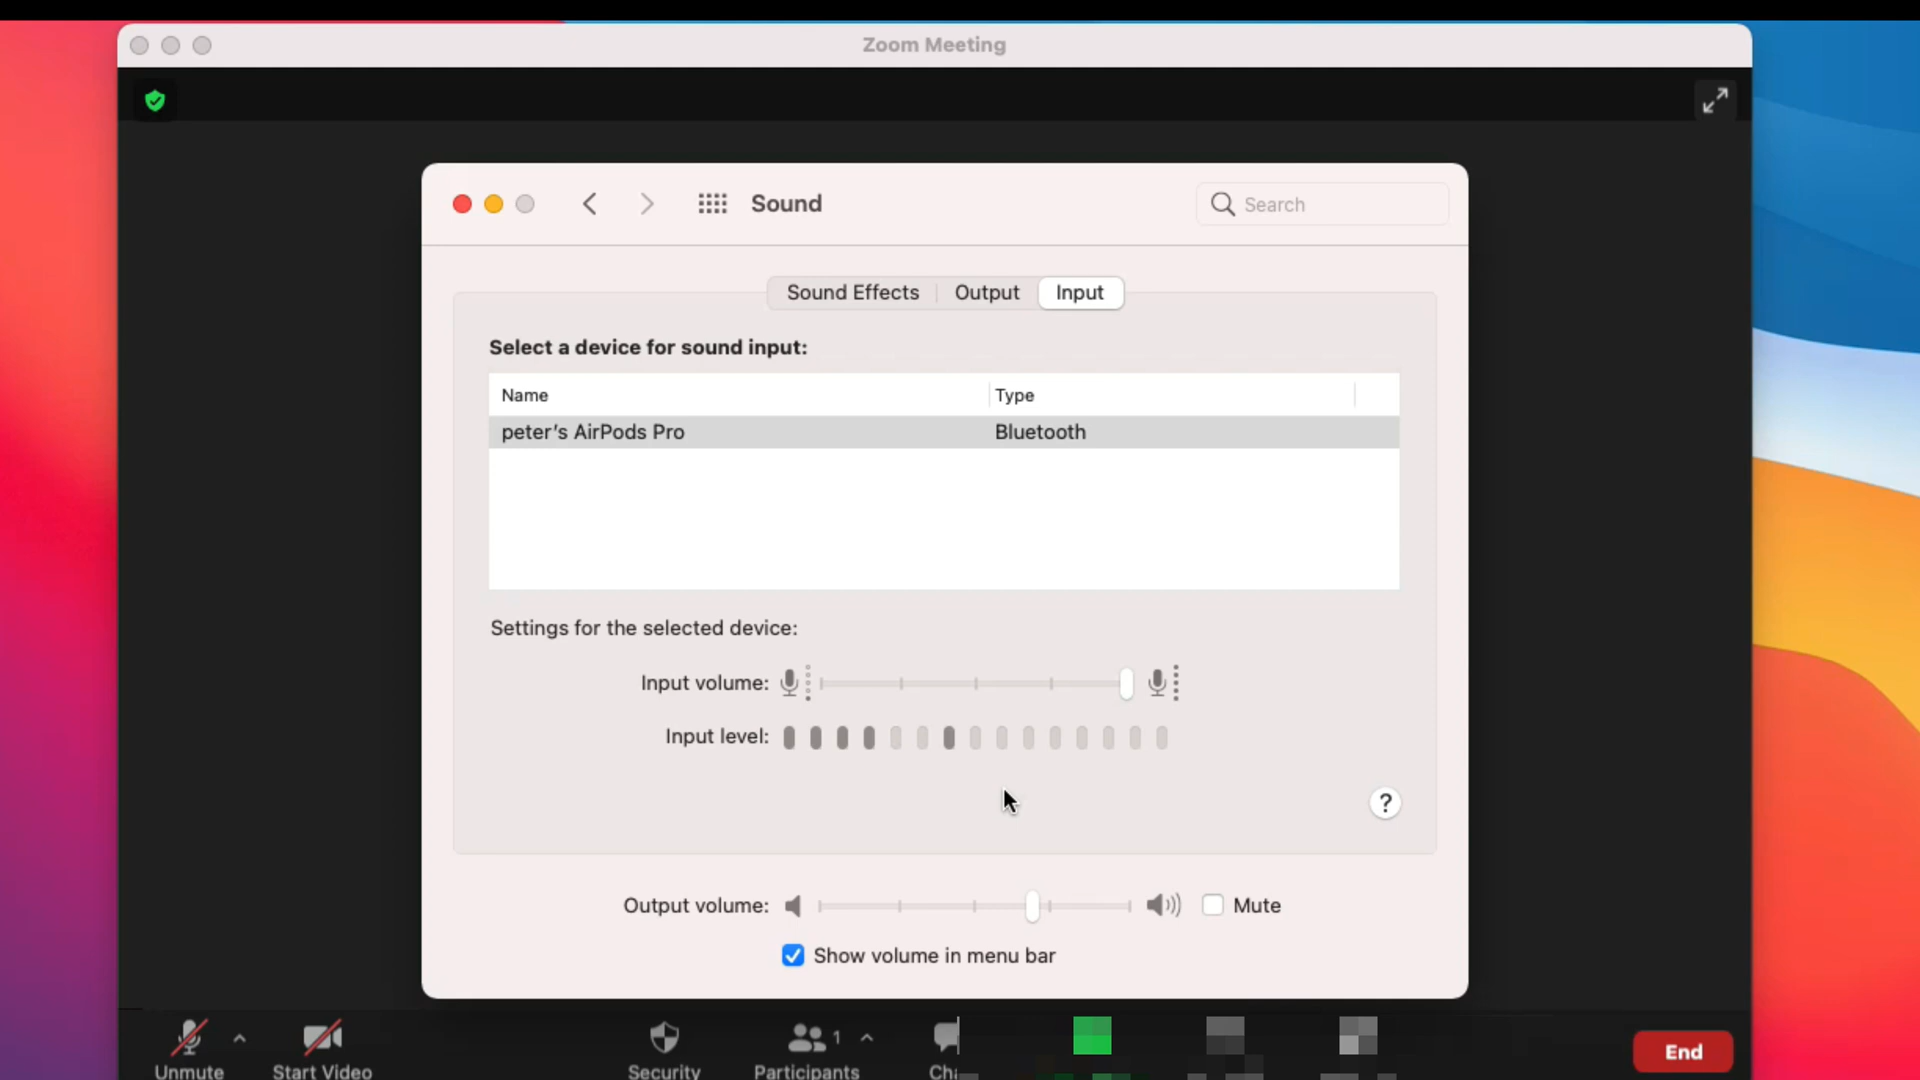 Zoom Meeting
Sound
Search
Sound Effects
Output
Input
Select a device for sound input:
Name
Type
peter's AirPods Pro
Bluetooth
Settings for the selected device:
Input volume:
Input level:
?
Output volume:
Mute
Show volume in menu bar
1
End
Unmute
Start Video
Security
Participants